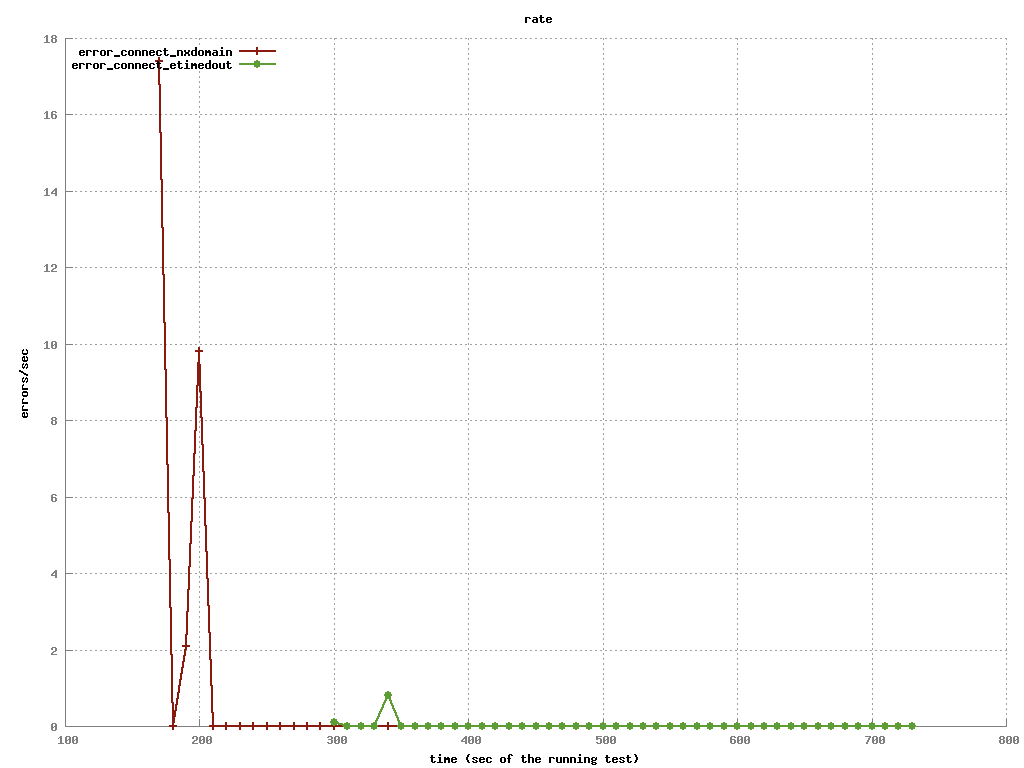 rate
error_connect_nxdomain
error_connect_etimedout
18
16
14
12
10
8
6
4
2
0
errors/sec
100 200 300 400 500 600 700 800
time (sec of the running test)